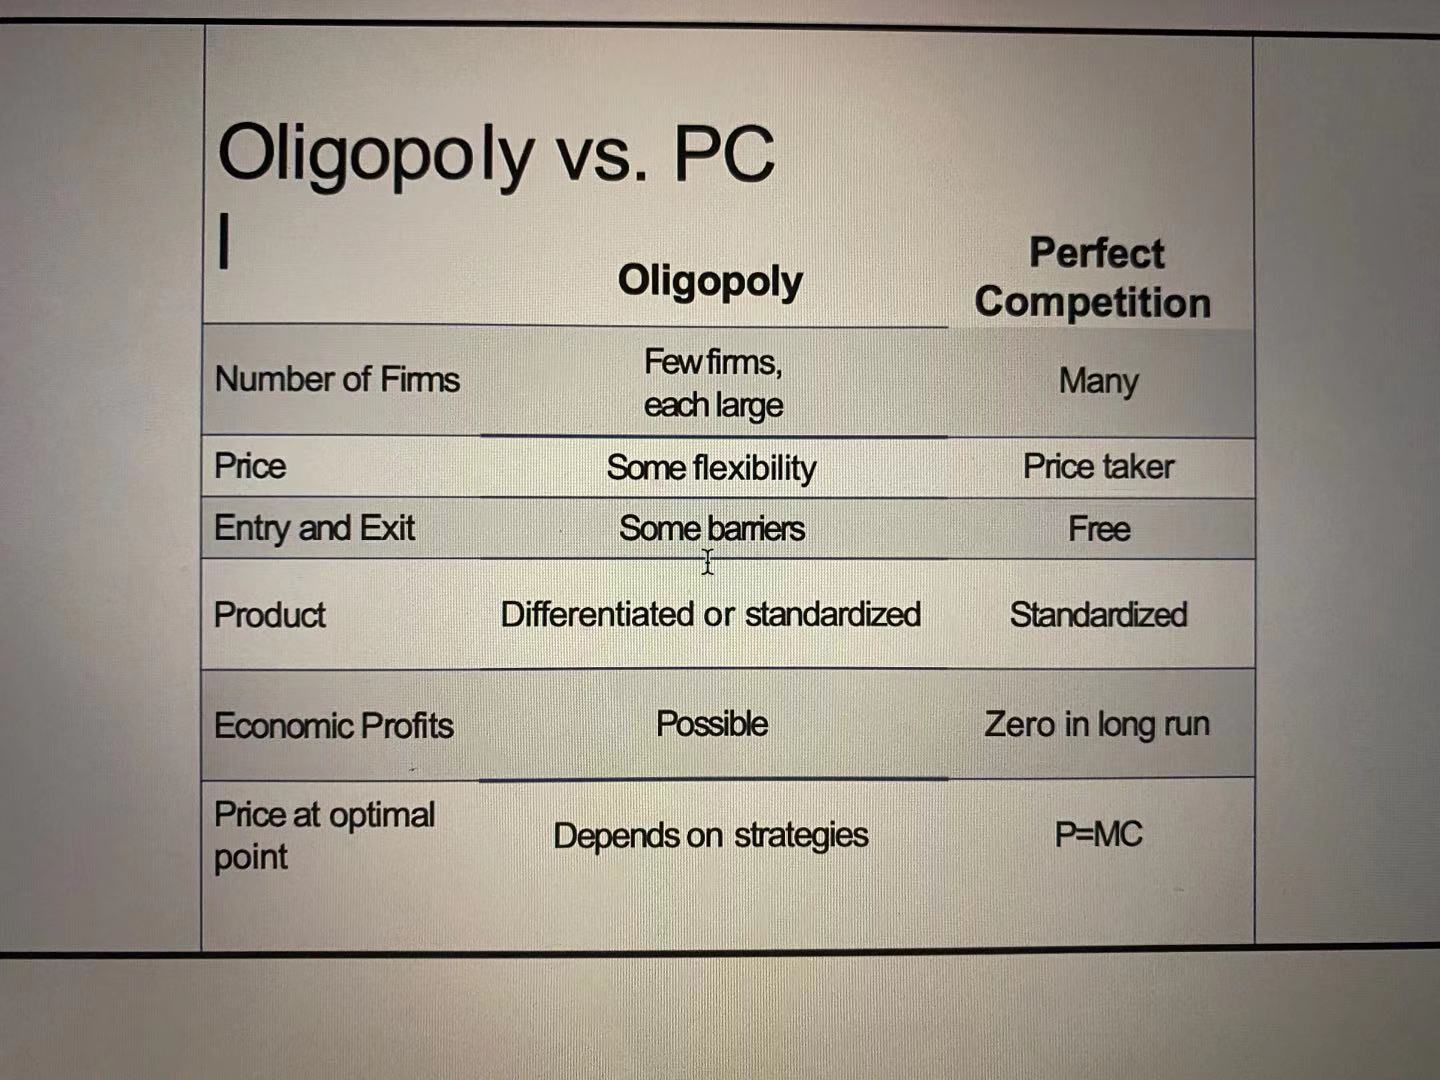 Oligopoly vs. PC
Oligopoly
Perfect
Competition
Number of Firms
Few firms,
each large
Many
Price
Some flexibility
Price taker
Entry and Exit
Some barriers
Free
Product
Differentiated or standardized
Standardized
Economic Profits
Possible
Zero in long run
Price at optimal
point
Depends on strategies
P=MC